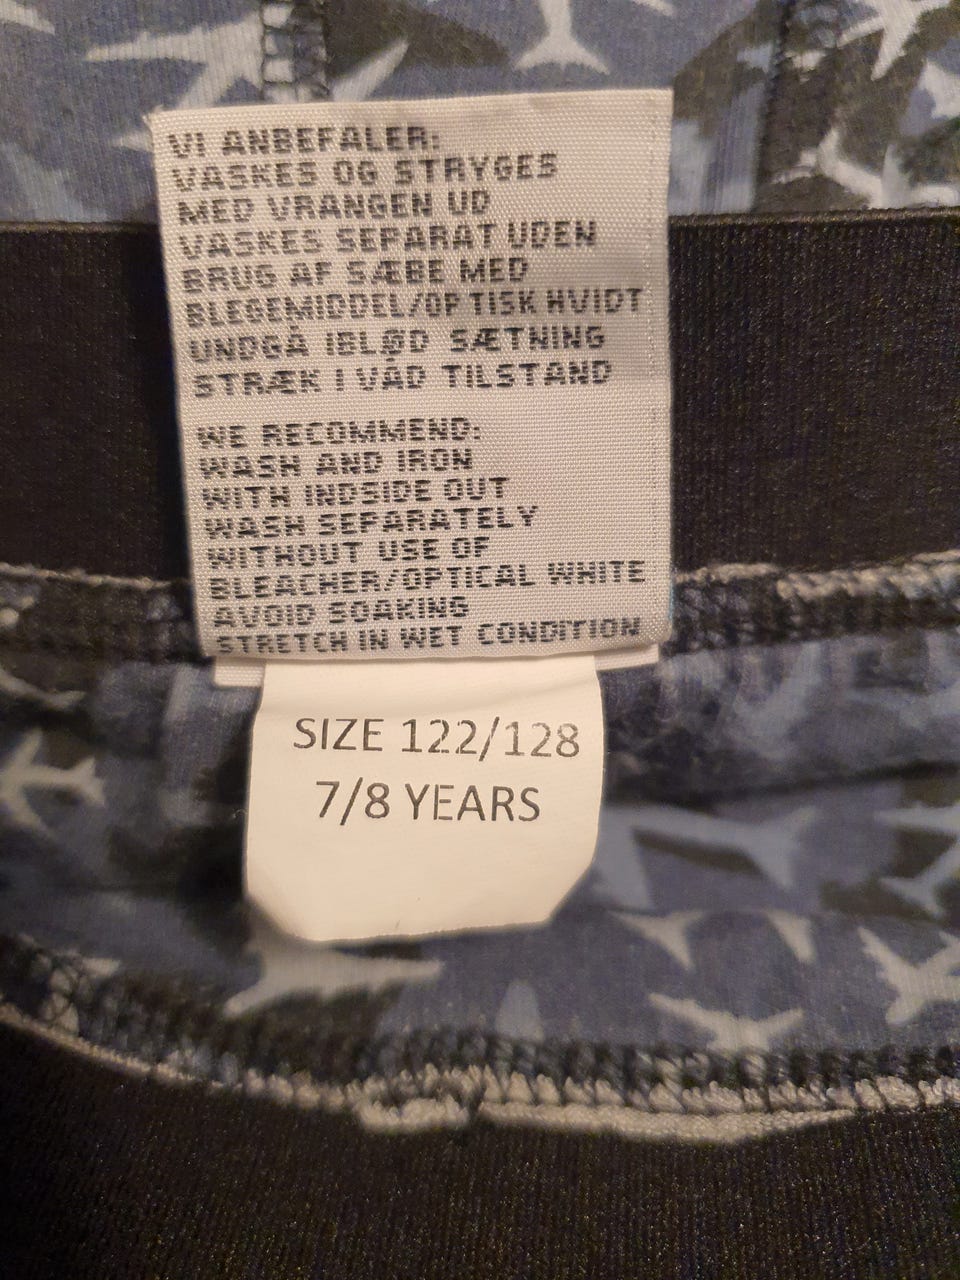 VI ANBEFALER:
VASKES OG STRYGES
MED VRANGEN UD
VASKES SEPARAT UDEN
BRUG AF SÆBE MED
BLEGEMIDDEL/OPTISK HVIDT
UNDGÅ IBLØD SÆTNING
STRÆK I VÅD TILSTAND
WE RECOMMEND:
WASH AND IRON
WITH INDSIDE OUT
WASH SEPARATELY
WITHOUT USE OF
BLEACHER/OPTICAL WHITE
AVOID SOAKING
STRETCH IN WET CONDITION
SIZE 122/128
7/8 YEARS